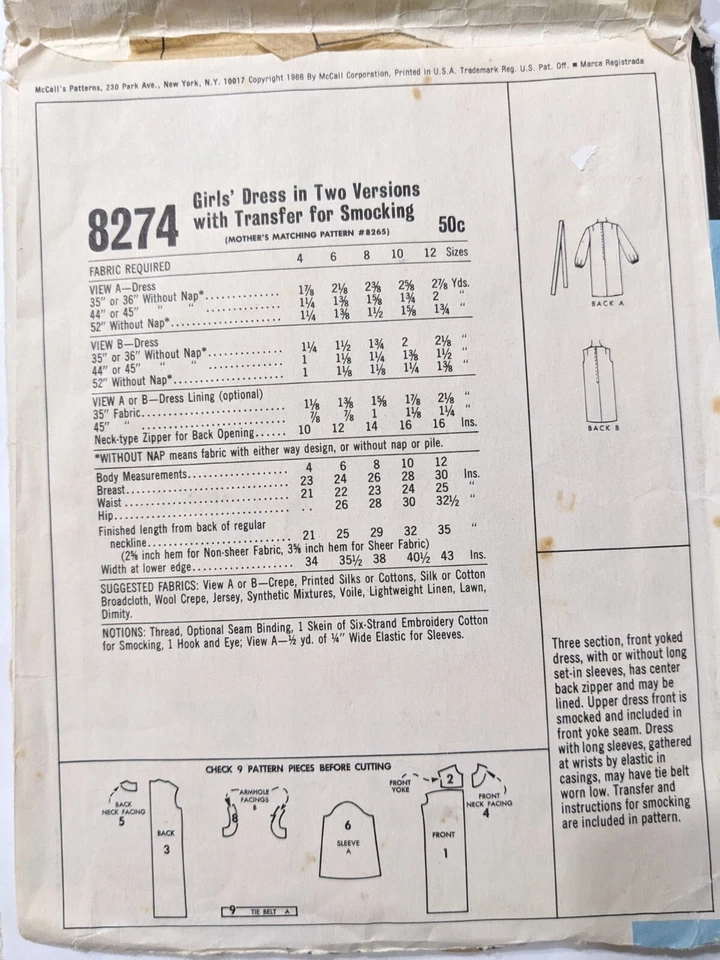 McCall's Patterns, 230 Park Ave., New York, N.Y. 10017 Copyright 1966 By McCall Corporation, Printed in U.S.A. Trademark Reg. U.S. Pat. Off. ■ Marca Registrada
8274
Girls' Dress in Two Versions
with Transfer for Smocking
(MOTHER'S MATCHING PATTERN #8265)
50c
FABRIC REQUIRED 4 6 8 10 12 Sizes
VIEW A—Dress
35" or 36" Without Nap*.............. 1⅞ 2⅛ 2⅜ 2⅝ 2⅞ Yds.
44" or 45" " " .............. 1¼ 1⅜ 1⅝ 1¾ 2 "
52" Without Nap*.................... 1¼ 1⅜ 1½ 1⅝ 1¾ "
VIEW B—Dress
35" or 36" Without Nap*.............. 1¼ 1½ 1¾ 2 2⅛ "
44" or 45" " " .............. 1 1⅛ 1¼ 1⅜ 1½ "
52" Without Nap*.................... 1 1⅛ 1⅛ 1¼ 1⅜ "
VIEW A or B—Dress Lining (optional)
35" Fabric.......................... 1⅛ 1⅜ 1⅝ 1⅞ 2⅛ "
45" " .......................... ⅞ ⅞ 1 1⅛ 1¼ "
Neck-type Zipper for Back Opening...... 10 12 14 16 16 Ins.
*WITHOUT NAP means fabric with either way design, or without nap or pile.
Body Measurements................... 4 6 8 10 12
Breast.............................. 23 24 26 28 30 Ins.
Waist .............................. 21 22 23 24 25 "
Hip................................. .. 26 28 30 32½ "
Finished length from back of regular
neckline.......................... 21 25 29 32 35 "
(2⅝ inch hem for Non-sheer Fabric, 3⅝ inch hem for Sheer Fabric)
Width at lower edge.................. 34 35½ 38 40½ 43 Ins.
SUGGESTED FABRICS: View A or B—Crepe, Printed Silks or Cottons, Silk or Cotton
Broadcloth, Wool Crepe, Jersey, Synthetic Mixtures, Voile, Lightweight Linen, Lawn,
Dimity.
NOTIONS: Thread, Optional Seam Binding, 1 Skein of Six-Strand Embroidery Cotton
for Smocking, 1 Hook and Eye; View A—½ yd. of ¼" Wide Elastic for Sleeves.
BACK A
BACK B
Three section, front yoked
dress, with or without long
set-in sleeves, has center
back zipper and may be
lined. Upper dress front is
smocked and included in
front yoke seam. Dress
with long sleeves, gathered
at wrists by elastic in
casings, may have tie belt
worn low. Transfer and
instructions for smocking
are included in pattern.
CHECK 9 PATTERN PIECES BEFORE CUTTING
BACK
NECK FACING
5
BACK
3
ARMHOLE
FACINGS
B
8
7
6
SLEEVE
A
FRONT
YOKE
2
FRONT
NECK FACING
4
FRONT
1
9 TIE BELT A